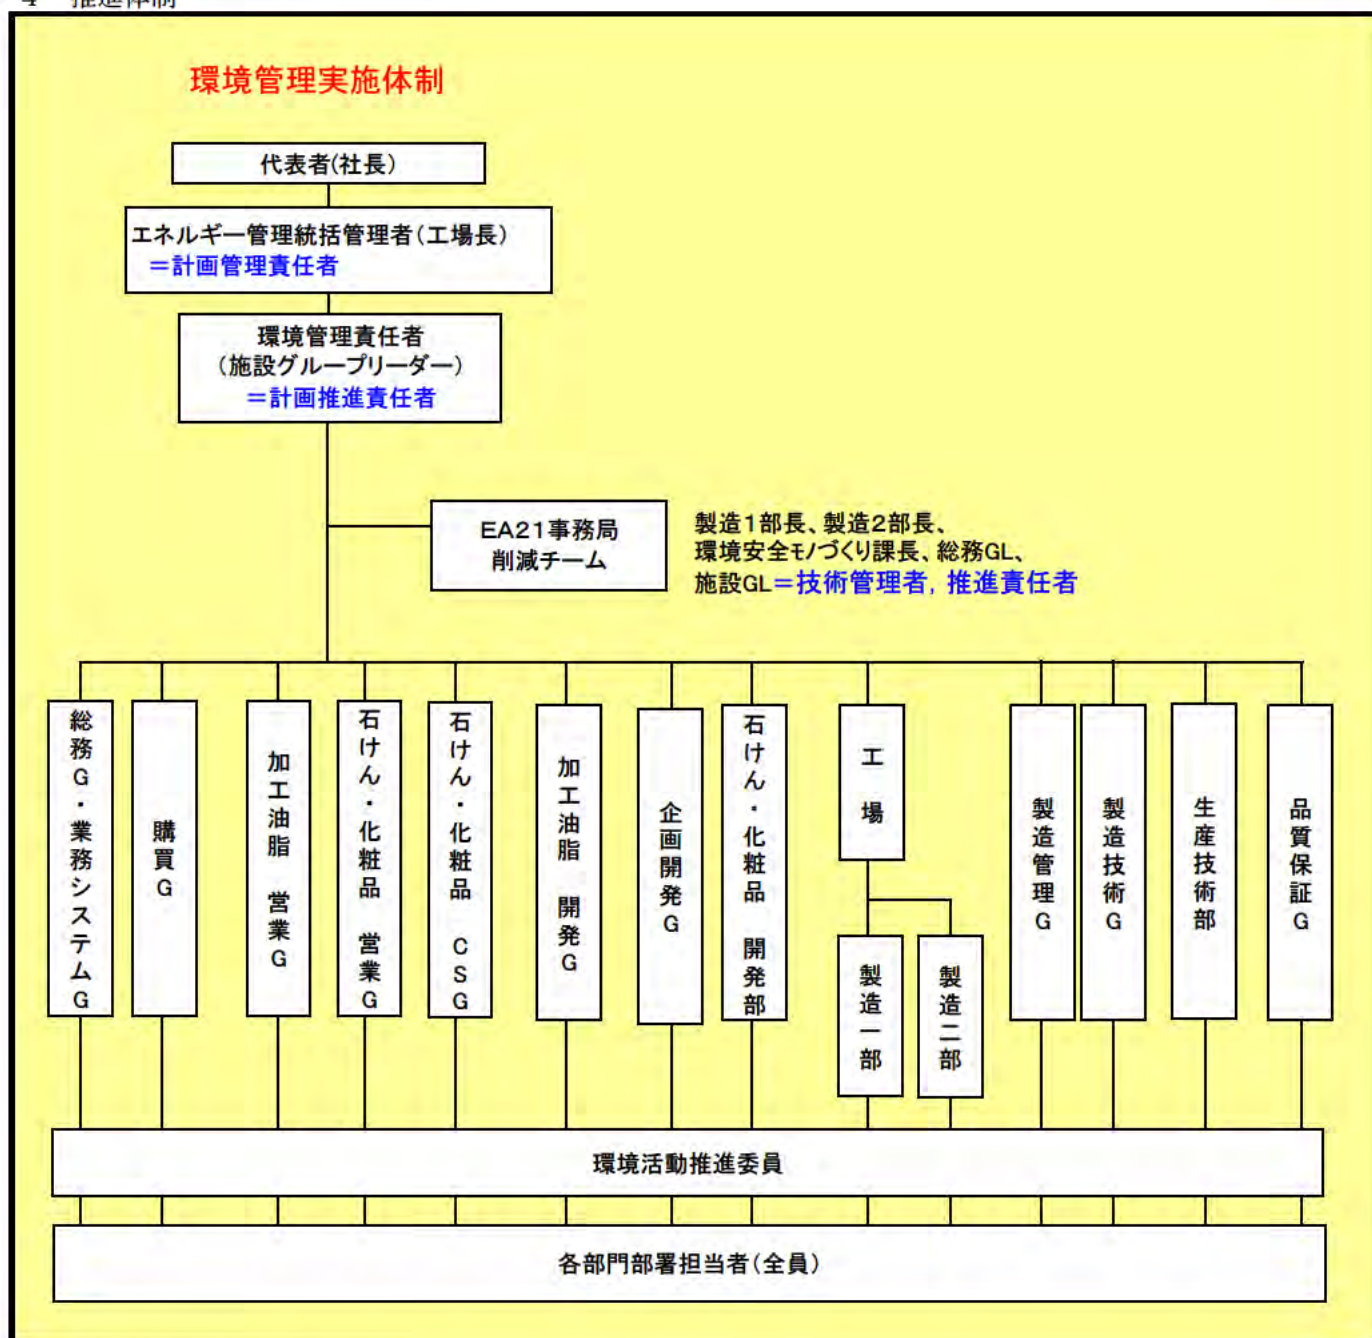 4　推進体制
環境管理実施体制
代表者(社長)
エネルギー管理統括管理者(工場長)
＝計画管理責任者
環境管理責任者
(施設グループリーダー)
＝計画推進責任者
EA21事務局
削減チーム
製造１部長、製造２部長、
環境安全ﾓﾉづくり課長、総務GL、
施設GL＝技術管理者，推進責任者
総務G・業務システムG
購買G
加工油脂　営業G
石けん・化粧品　営業G
石けん・化粧品　CSG
加工油脂　開発G
企画開発G
石けん・化粧品　開発部
工　場
製造一部
製造二部
製造管理G
製造技術G
生産技術部
品質保証G
環境活動推進委員
各部門部署担当者(全員)